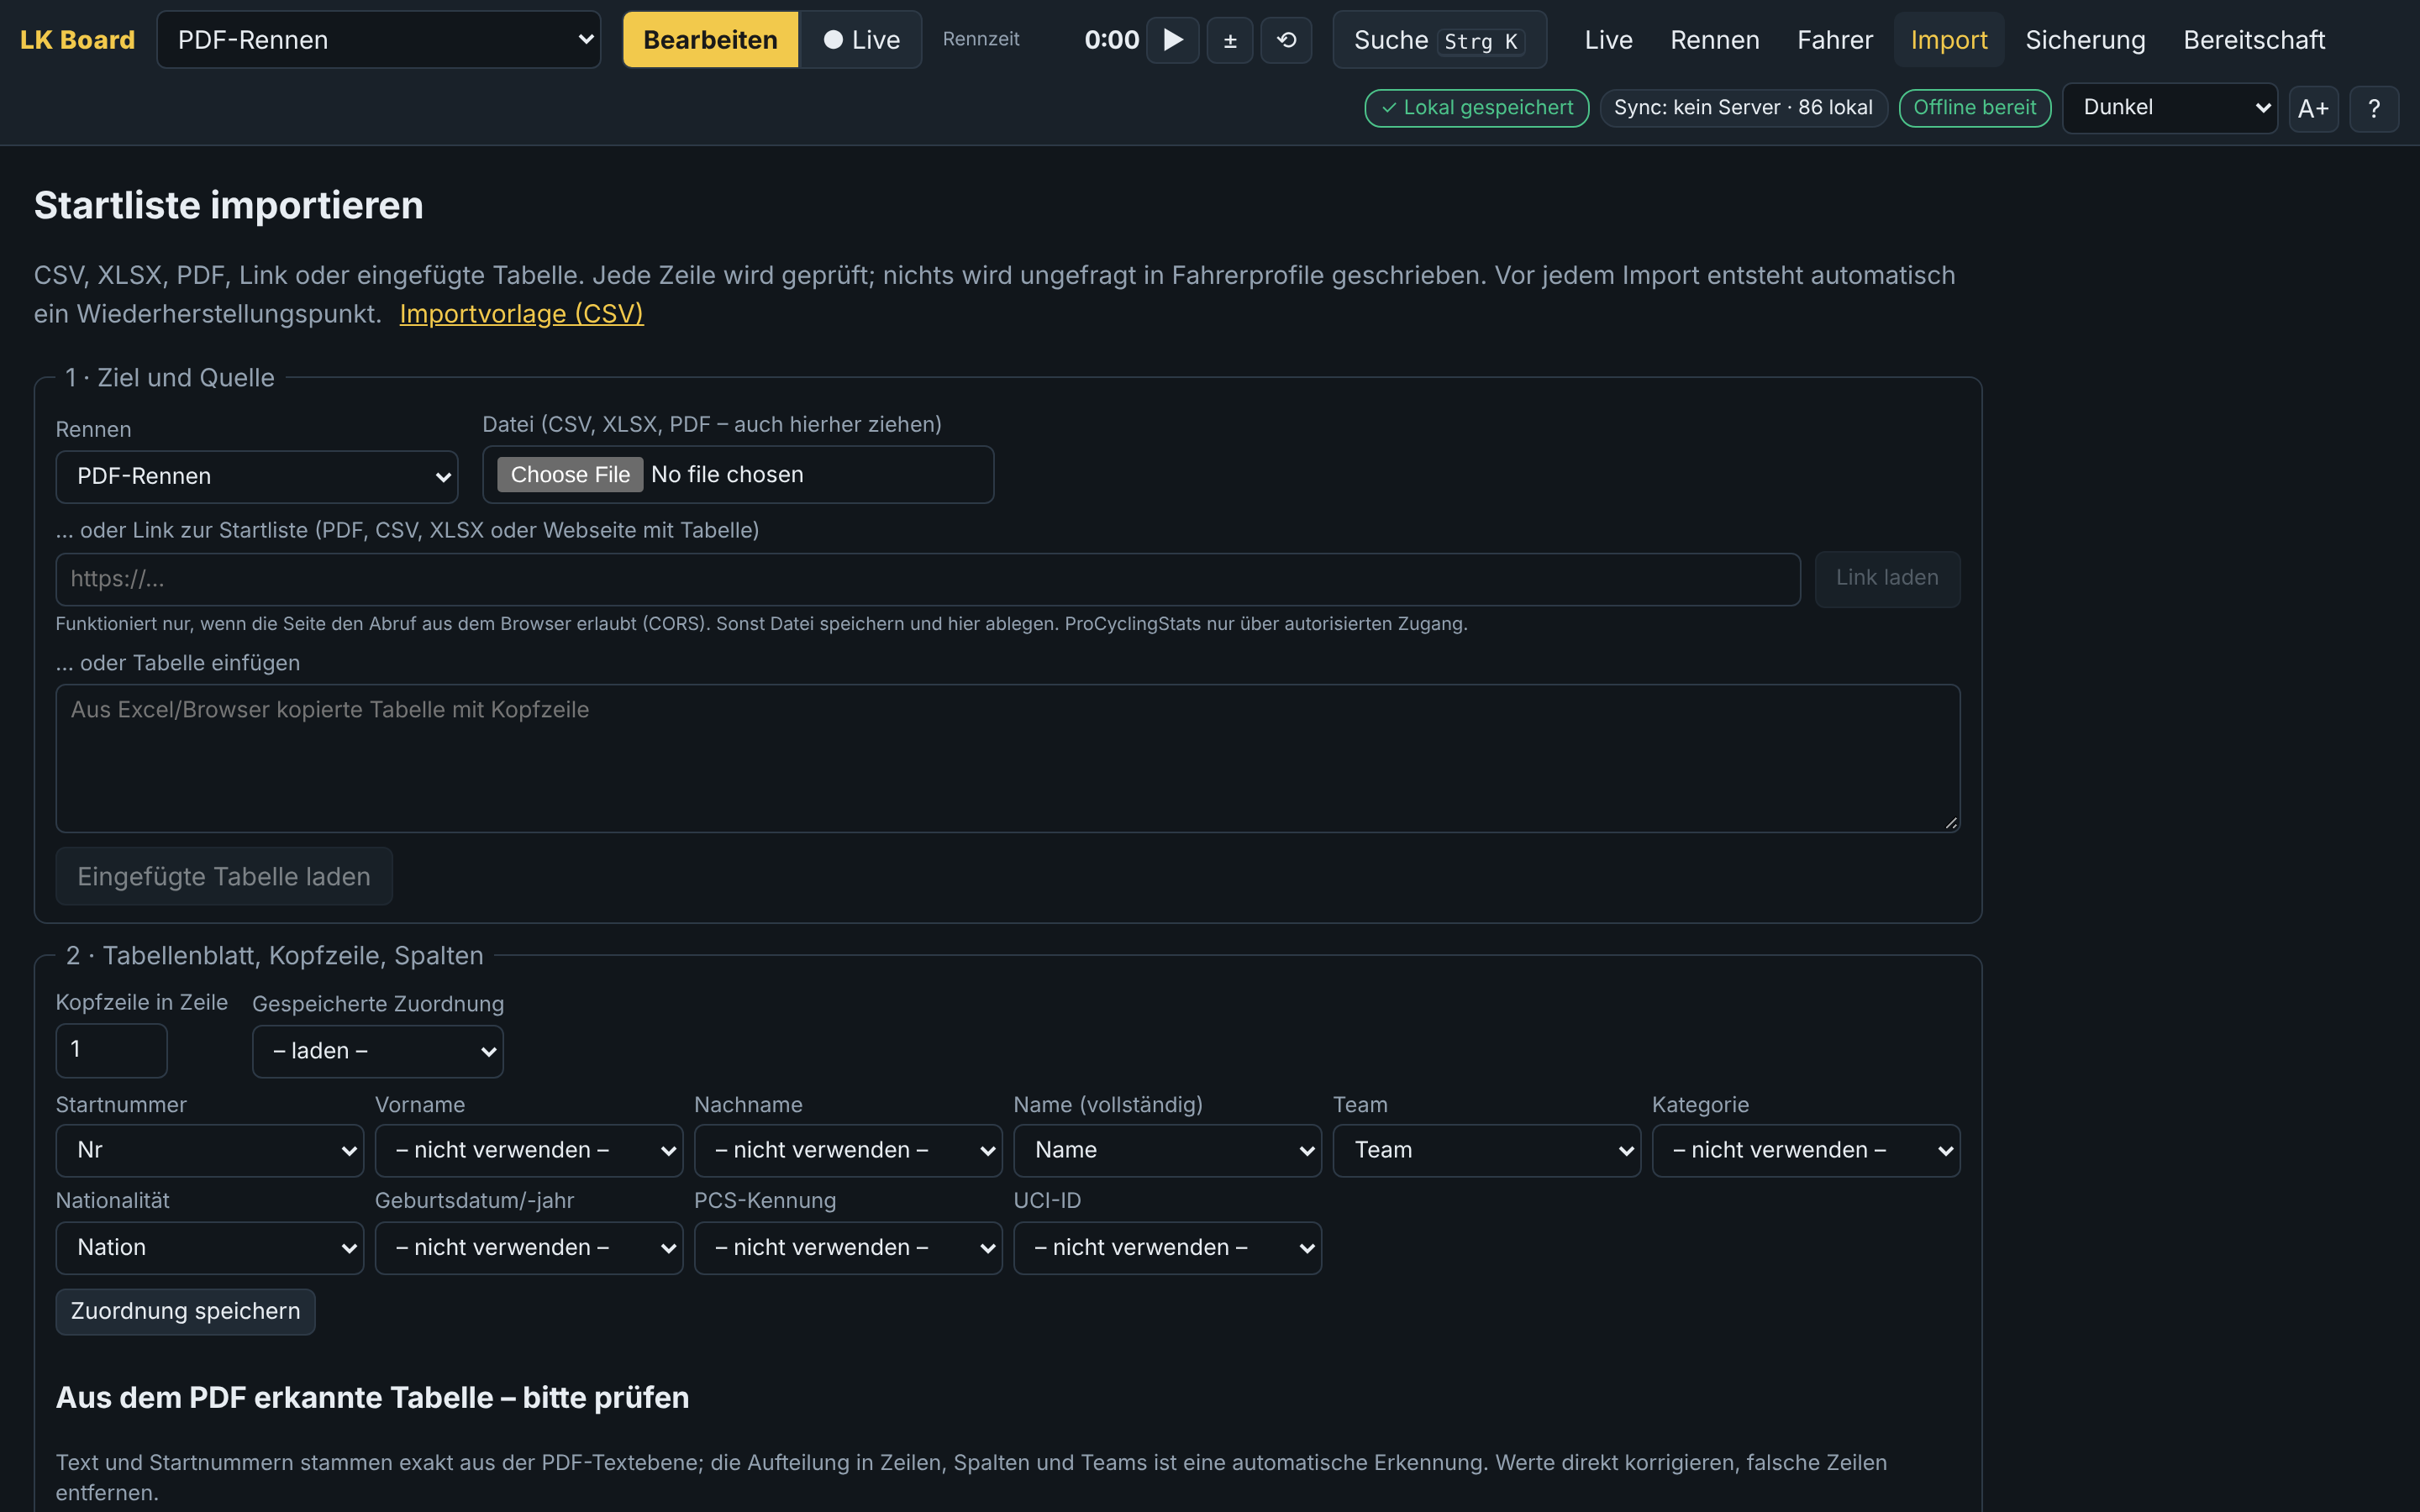 LK Board PDF-Rennen Bearbeiten Live Rennzeit 0:00 ± Suche Strg K Live Rennen Fahrer Import Sicherung Bereitschaft
✓ Lokal gespeichert Sync: kein Server · 86 lokal Offline bereit Dunkel A+ ?
Startliste importieren
CSV, XLSX, PDF, Link oder eingefügte Tabelle. Jede Zeile wird geprüft; nichts wird ungefragt in Fahrerprofile geschrieben. Vor jedem Import entsteht automatisch
ein Wiederherstellungspunkt. Importvorlage (CSV)
1 · Ziel und Quelle
Rennen Datei (CSV, XLSX, PDF – auch hierher ziehen)
PDF-Rennen Choose File No file chosen
... oder Link zur Startliste (PDF, CSV, XLSX oder Webseite mit Tabelle)
https://... Link laden
Funktioniert nur, wenn die Seite den Abruf aus dem Browser erlaubt (CORS). Sonst Datei speichern und hier ablegen. ProCyclingStats nur über autorisierten Zugang.
... oder Tabelle einfügen
Aus Excel/Browser kopierte Tabelle mit Kopfzeile
Eingefügte Tabelle laden
2 · Tabellenblatt, Kopfzeile, Spalten
Kopfzeile in Zeile Gespeicherte Zuordnung
1 – laden –
Startnummer Vorname Nachname Name (vollständig) Team Kategorie
Nr – nicht verwenden – – nicht verwenden – Name Team – nicht verwenden –
Nationalität Geburtsdatum/-jahr PCS-Kennung UCI-ID
Nation – nicht verwenden – – nicht verwenden – – nicht verwenden –
Zuordnung speichern
Aus dem PDF erkannte Tabelle – bitte prüfen
Text und Startnummern stammen exakt aus der PDF-Textebene; die Aufteilung in Zeilen, Spalten und Teams ist eine automatische Erkennung. Werte direkt korrigieren, falsche Zeilen
entfernen.